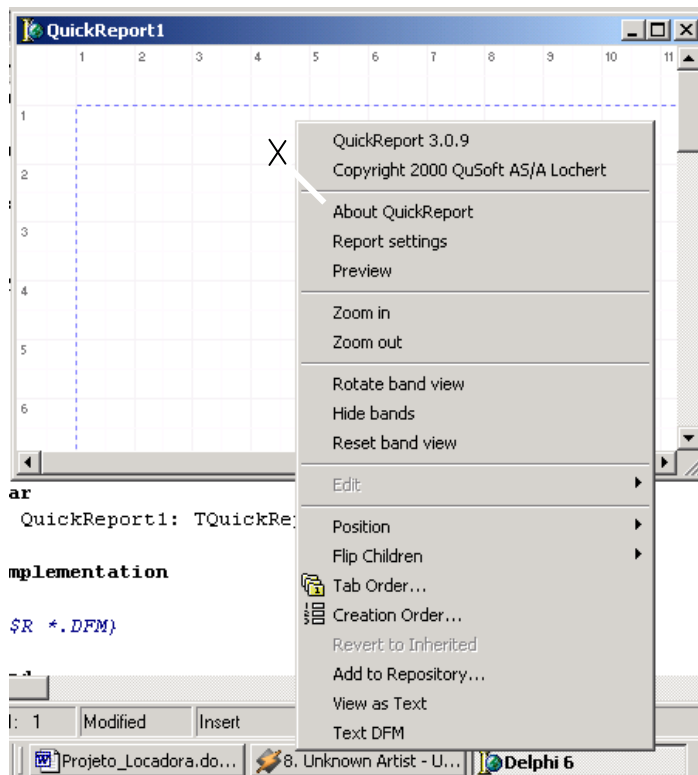 QuickReport1
1 2 3 4 5 6 7 8 9 10 11
1
2
3
4
5
6
X
QuickReport 3.0.9
Copyright 2000 QuSoft AS/A Lochert
About QuickReport
Report settings
Preview
Zoom in
Zoom out
Rotate band view
Hide bands
Reset band view
Edit
Position
Flip Children
Tab Order...
Creation Order...
Revert to Inherited
Add to Repository...
View as Text
Text DFM
ar
QuickReport1: TQuickRe
mplementation
$R *.DFM}
: 1 Modified Insert
Projeto_Locadora.do... 8. Unknown Artist - U... Delphi 6